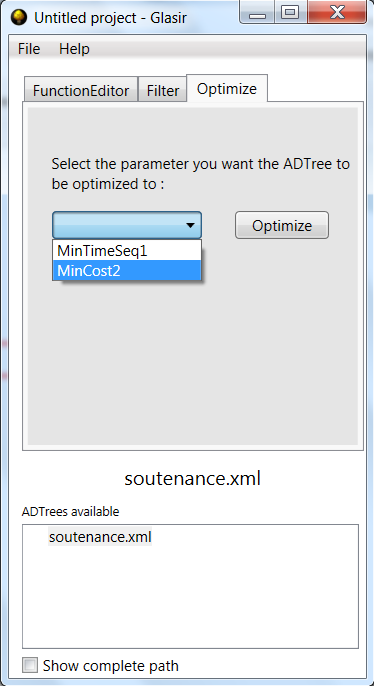 Untitled project - Glasir
File Help
FunctionEditor Filter Optimize
Select the parameter you want the ADTree to
be optimized to :
Optimize
MinTimeSeq1
MinCost2
soutenance.xml
ADTrees available
soutenance.xml
Show complete path